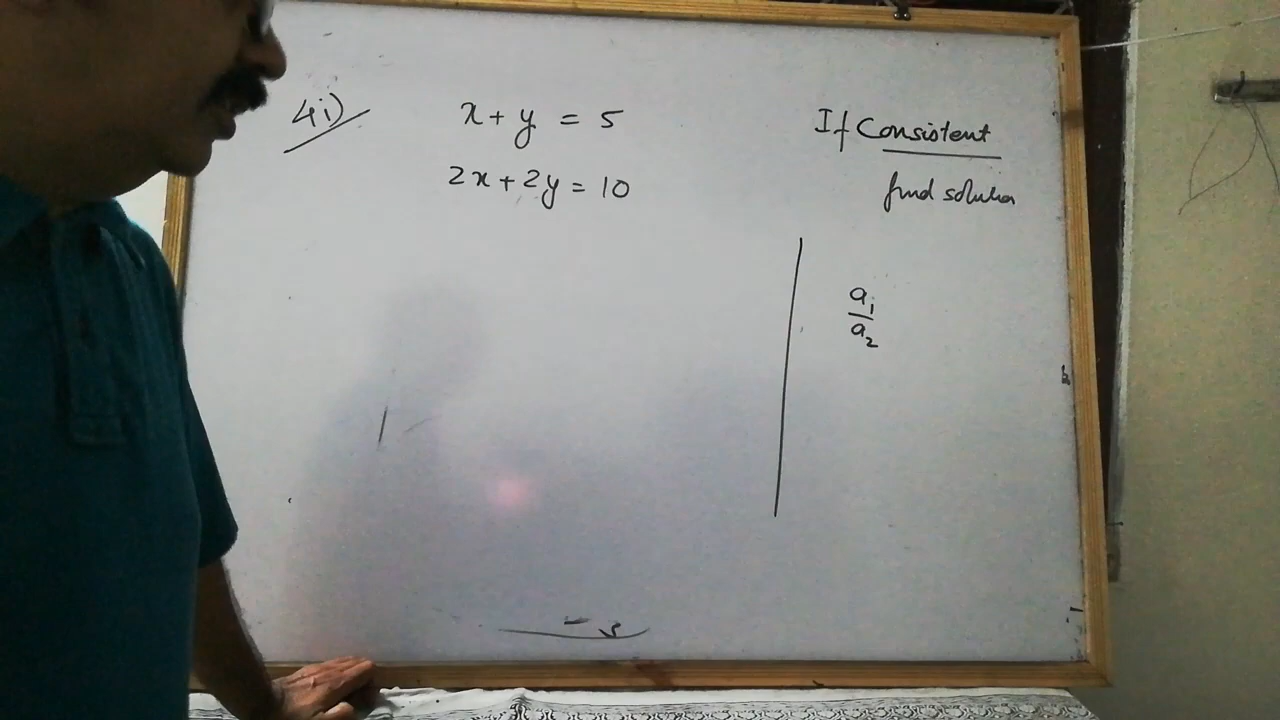 4i)
x + y = 5
2x + 2y = 10
If Consistent
find solution
a₁
a₂